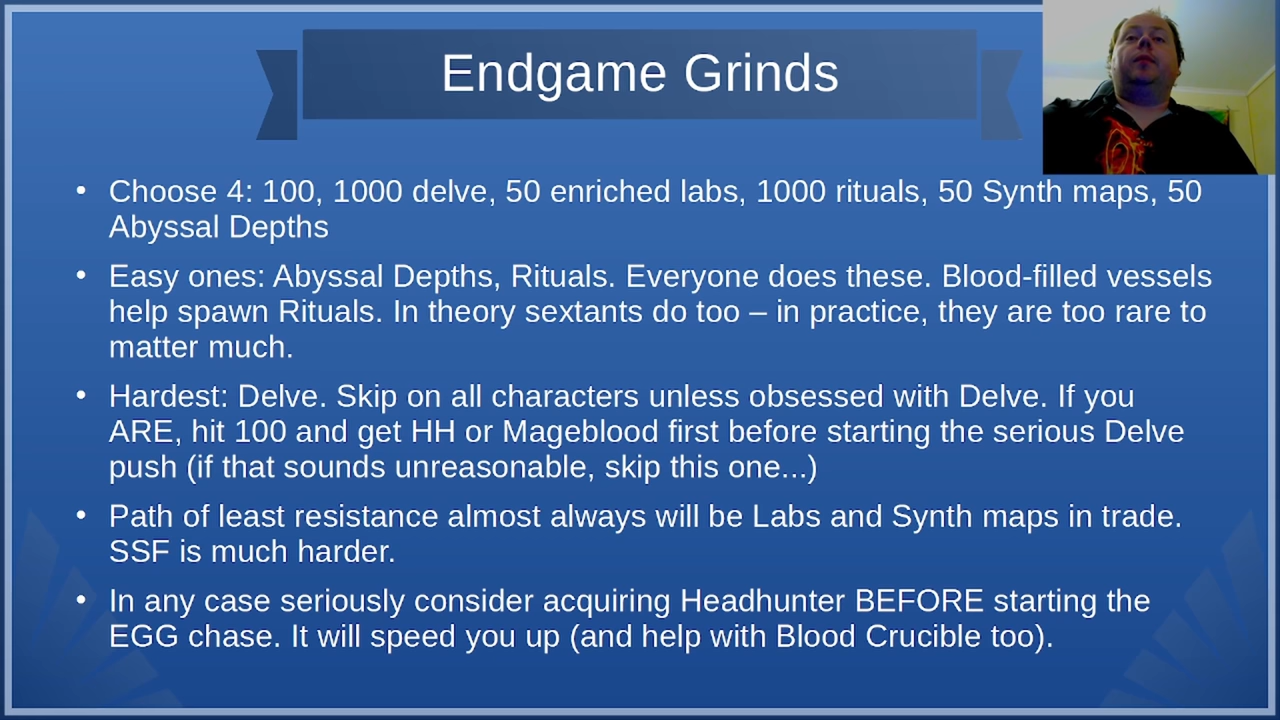 Endgame Grinds
• Choose 4: 100, 1000 delve, 50 enriched labs, 1000 rituals, 50 Synth maps, 50
Abyssal Depths
• Easy ones: Abyssal Depths, Rituals. Everyone does these. Blood-filled vessels
help spawn Rituals. In theory sextants do too – in practice, they are too rare to
matter much.
• Hardest: Delve. Skip on all characters unless obsessed with Delve. If you
ARE, hit 100 and get HH or Mageblood first before starting the serious Delve
push (if that sounds unreasonable, skip this one...)
• Path of least resistance almost always will be Labs and Synth maps in trade.
SSF is much harder.
• In any case seriously consider acquiring Headhunter BEFORE starting the
EGG chase. It will speed you up (and help with Blood Crucible too).